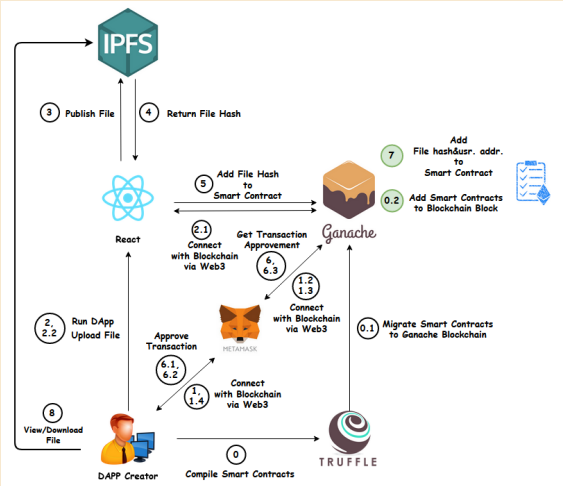 IPFS
3 Publish File
4 Return File Hash
7
Add
File hash&usr. addr.
to
Smart Contract
5
Add File Hash
to
Smart Contract
0.2
Add Smart Contracts
to Blockchain Block
React
2.1
Connect
with Blockchain
via Web3
Ganache
Get Transaction
Approvement
6,
6.3
1.2
1.3
Connect
with Blockchain
via Web3
2,
2.2
Run DApp
Upload File
0.1
Migrate Smart Contracts
to Ganache Blockchain
Approve
Transaction
METAMASK
6.1,
6.2
1,
1.4
Connect
with Blockchain
via Web3
8
View/Download
File
DAPP Creator
0
Compile Smart Contracts
TRUFFLE